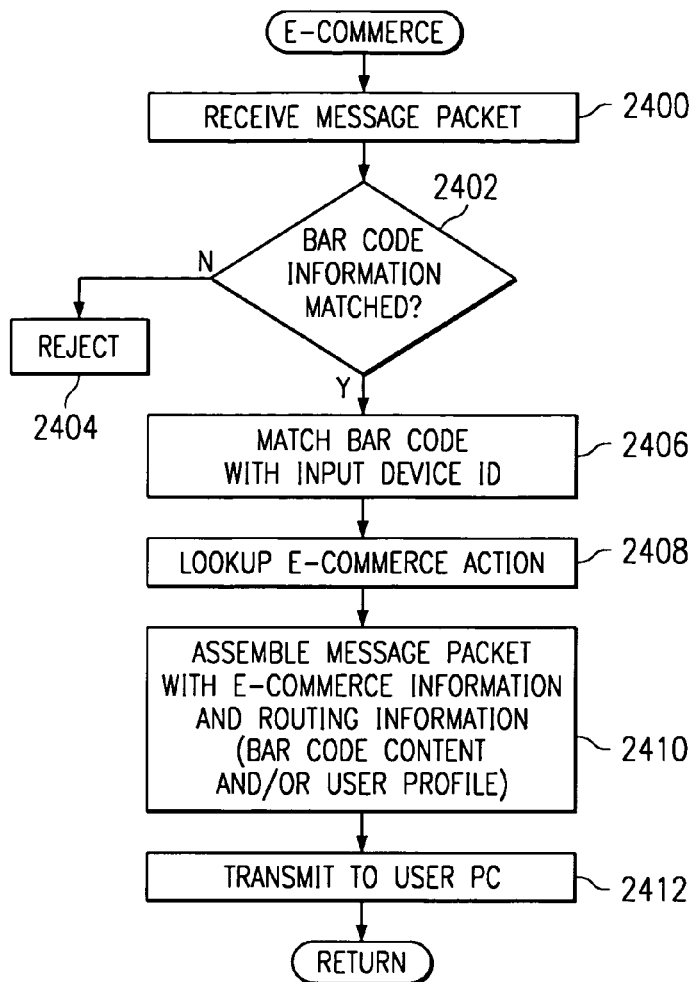 E-COMMERCE
RECEIVE MESSAGE PACKET
2400
2402
BAR CODE
INFORMATION
MATCHED?
N
REJECT
2404
Y
MATCH BAR CODE
WITH INPUT DEVICE ID
2406
LOOKUP E-COMMERCE ACTION
2408
ASSEMBLE MESSAGE PACKET
WITH E-COMMERCE INFORMATION
AND ROUTING INFORMATION
(BAR CODE CONTENT
AND/OR USER PROFILE)
2410
TRANSMIT TO USER PC
2412
RETURN